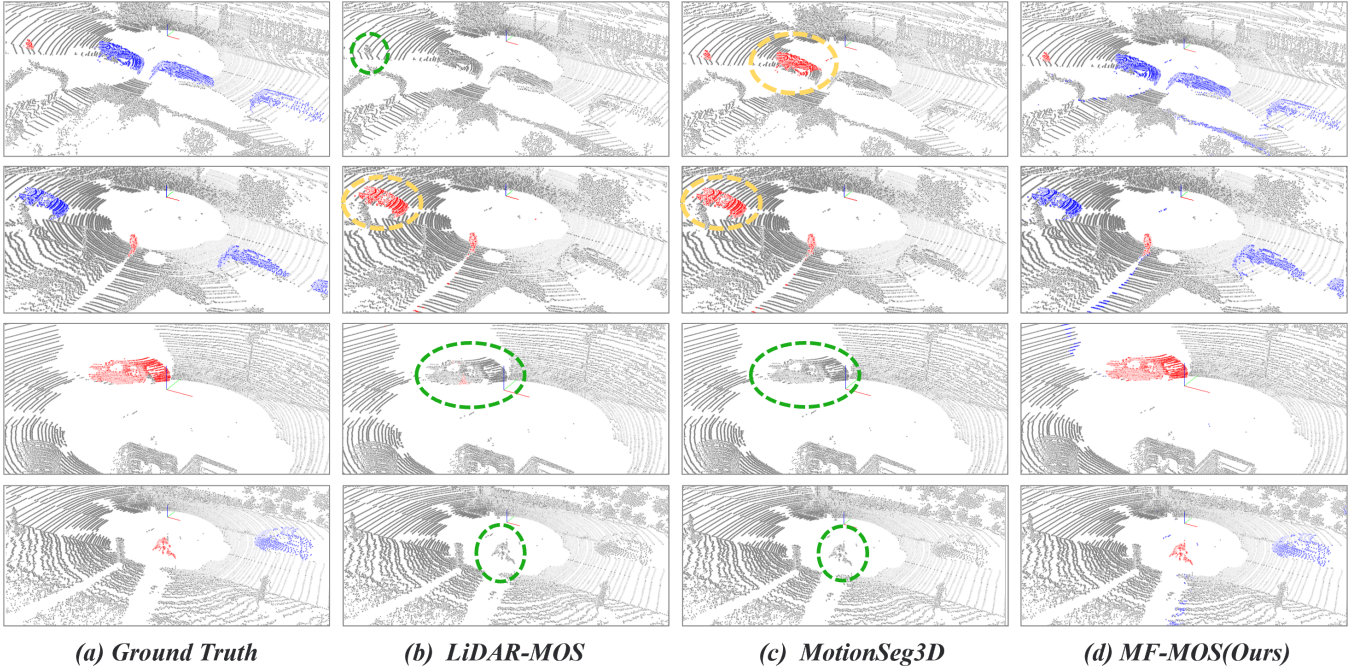 (a) Ground Truth
(b) LiDAR-MOS
(c) MotionSeg3D
(d) MF-MOS(Ours)